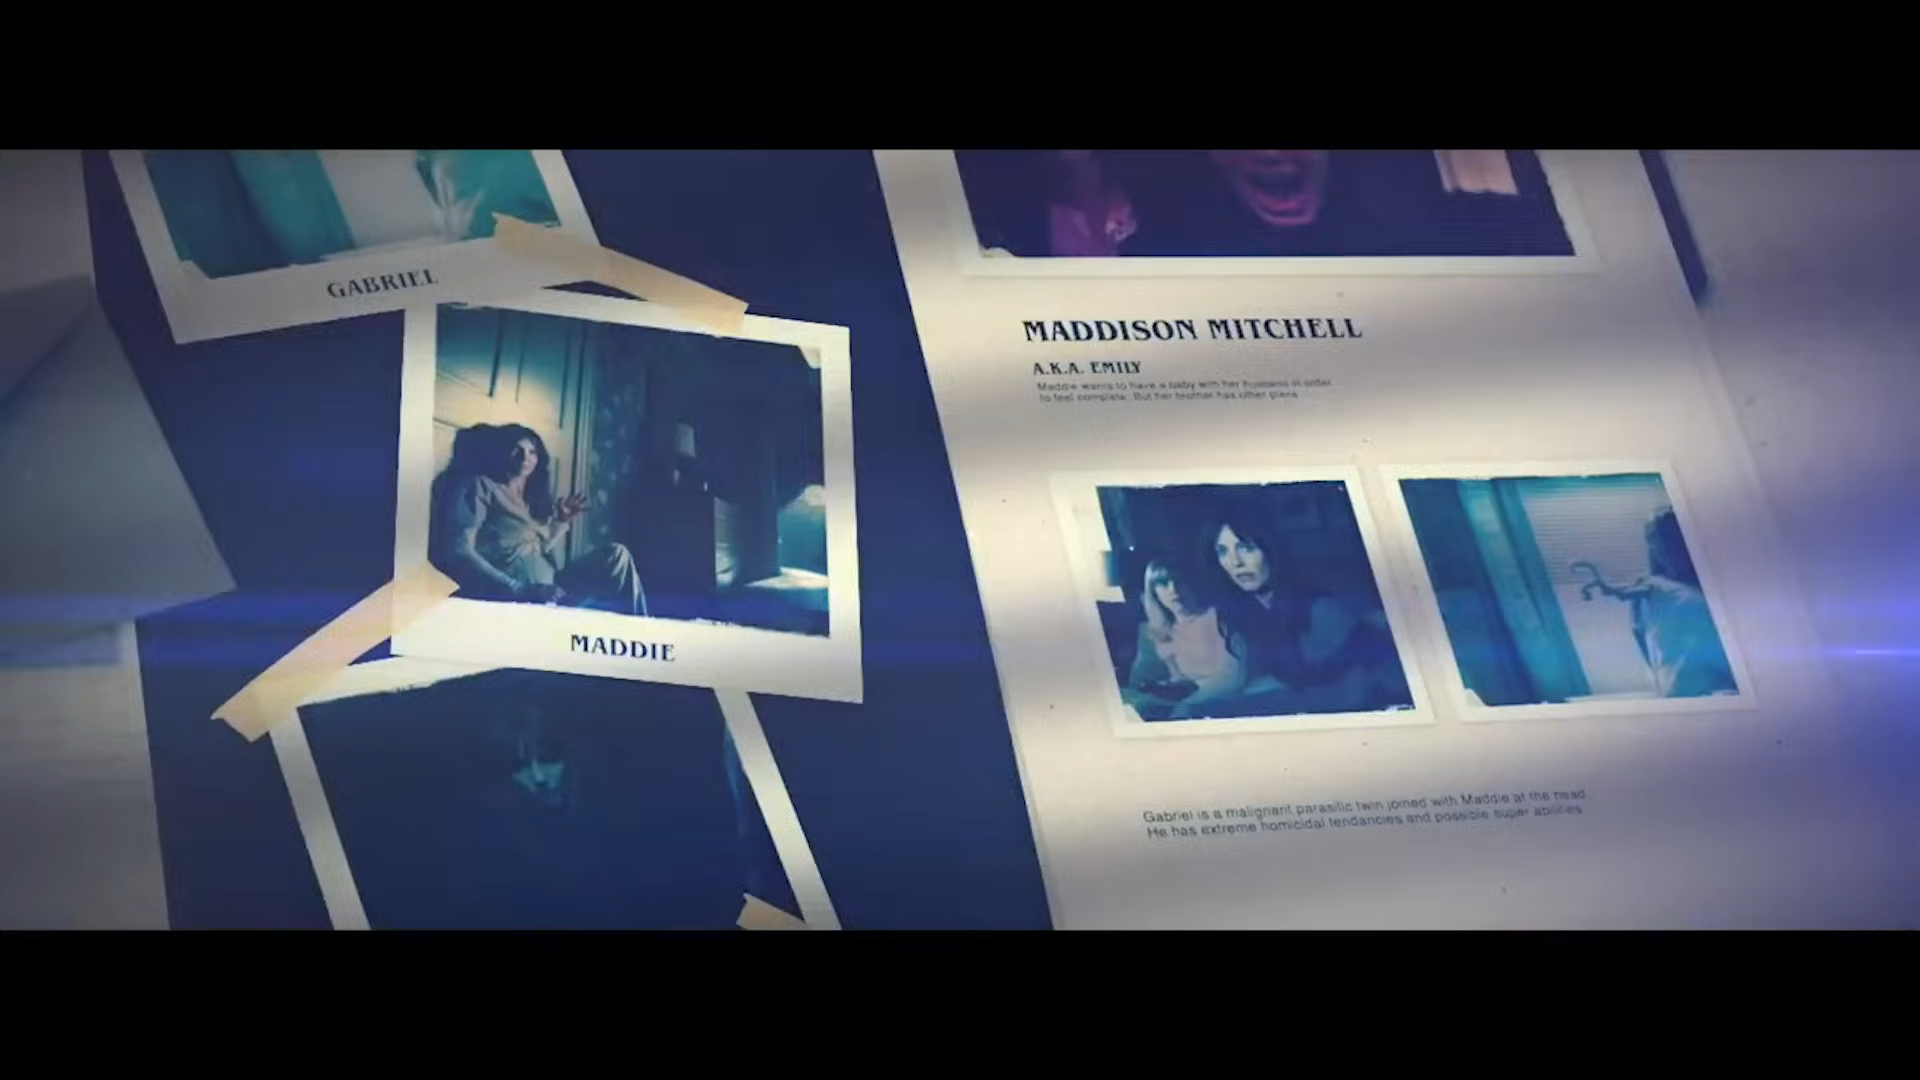 GABRIEL
MADDIE
MADDISON MITCHELL
A.K.A. EMILY
Maddie wants to have a baby with her husband in order
to feel complete. But her brother has other plans
Gabriel is a malignant parasitic twin joined with Maddie at the head
He has extreme homicidal tendancies and possible super abilities